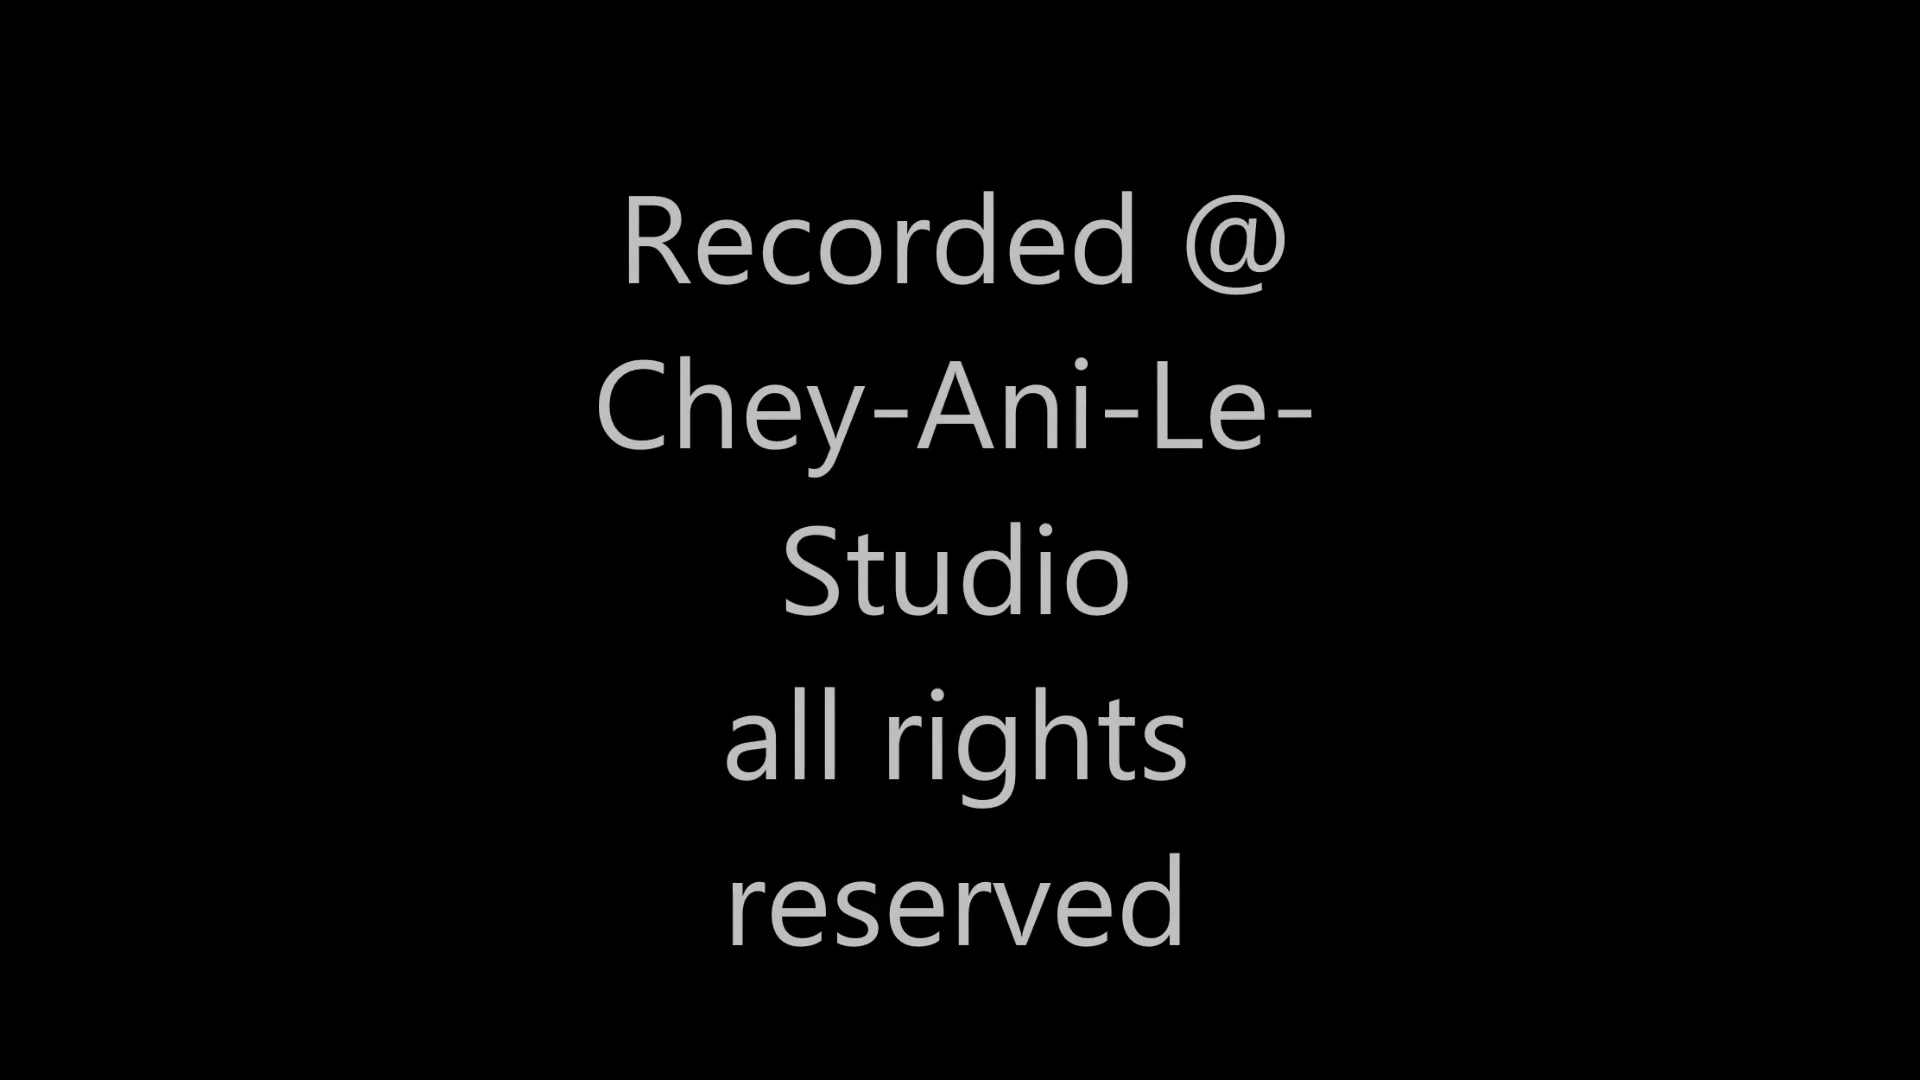 Recorded @
Chey-Ani-Le-
Studio
all rights
reserved